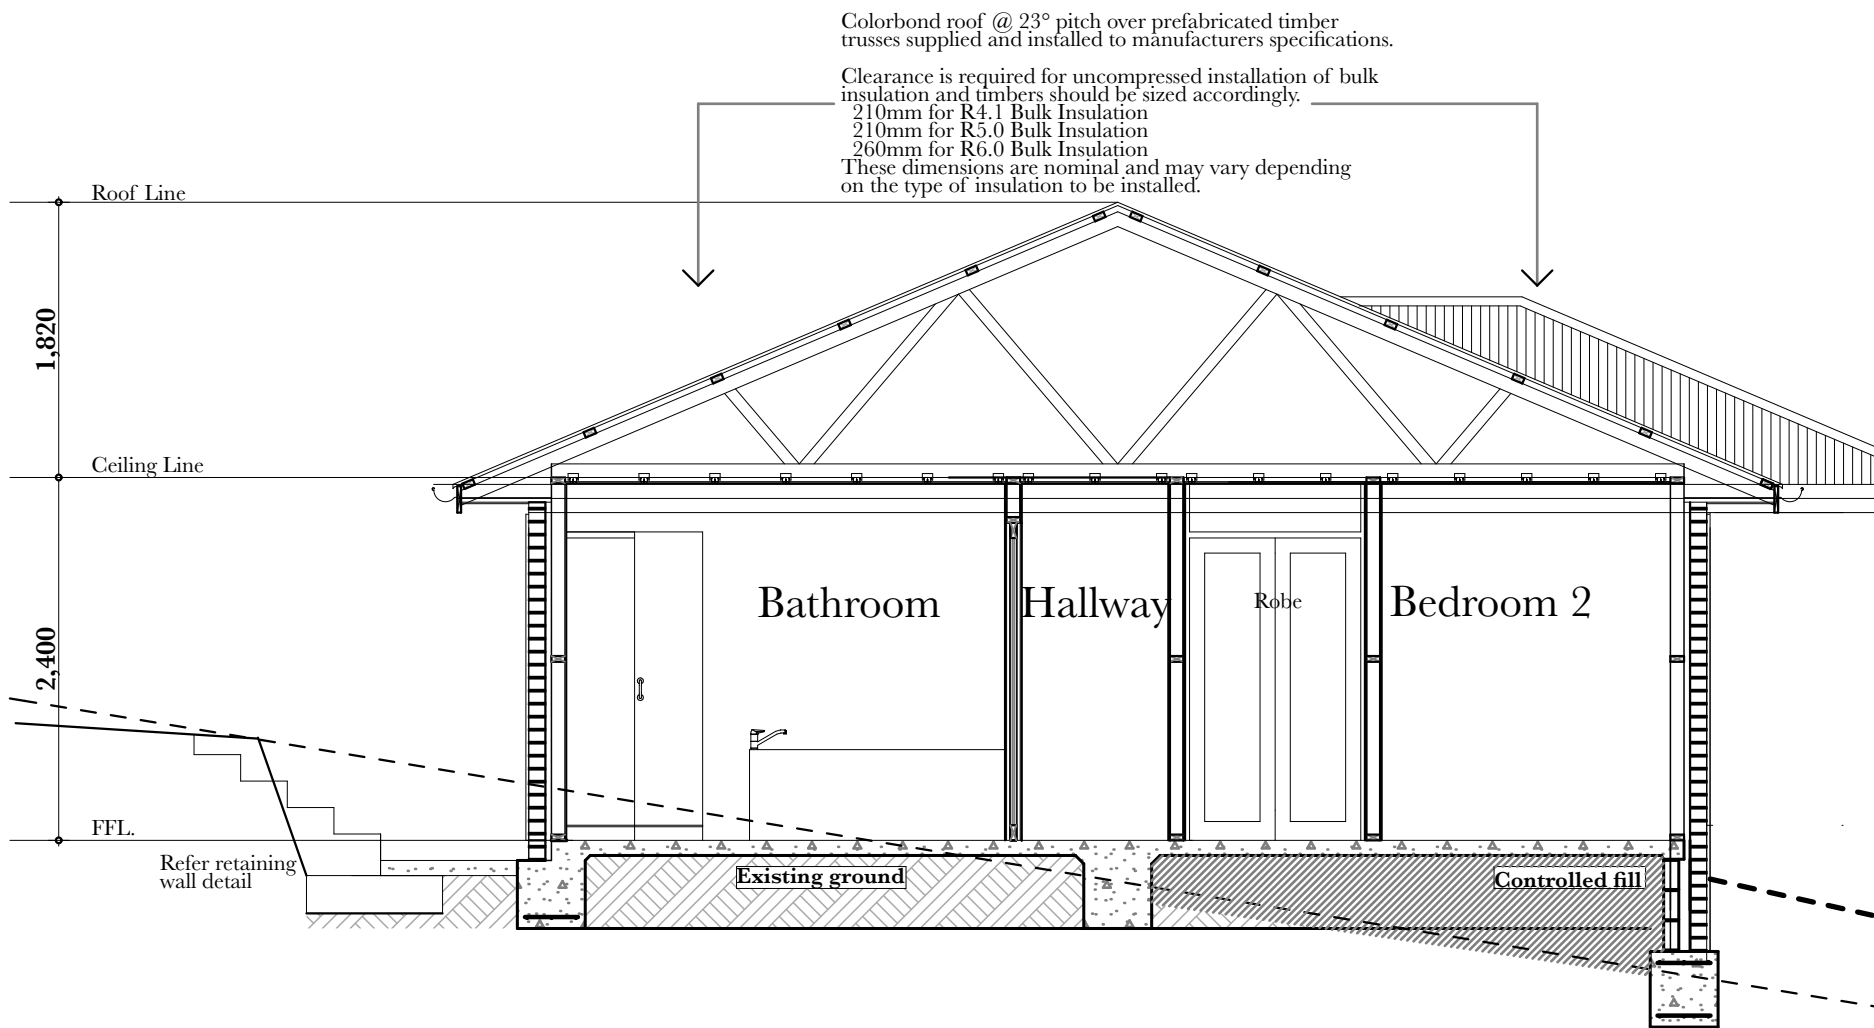 Colorbond roof @ 23° pitch over prefabricated timber
trusses supplied and installed to manufacturers specifications.
Clearance is required for uncompressed installation of bulk
insulation and timbers should be sized accordingly.
210mm for R4.1 Bulk Insulation
210mm for R5.0 Bulk Insulation
260mm for R6.0 Bulk Insulation
These dimensions are nominal and may vary depending
on the type of insulation to be installed.
Roof Line
1,820
Ceiling Line
Bathroom
Hallway
Robe
Bedroom 2
2,400
FFL.
Refer retaining
wall detail
Existing ground
Controlled fill